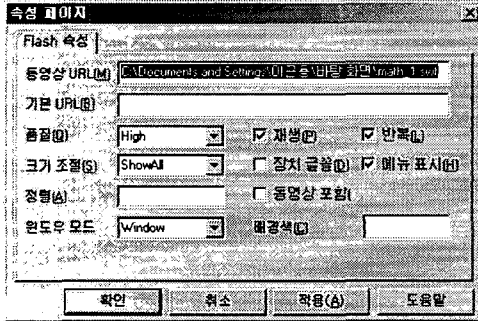 속성 페이지
Flash 속성
동영상 URL(M) C:\Documents and Settings\이근용\바탕 화면\math_1.swf
기본 URL(B)
품질(Q) High 재생(P) 반복(L)
크기 조절(S) ShowAll 장치 글꼴(D) 메뉴 표시(H)
정렬(A) 동영상 포함(
윈도우 모드 Window 배경색(C)
확인 취소 적용(A) 도움말